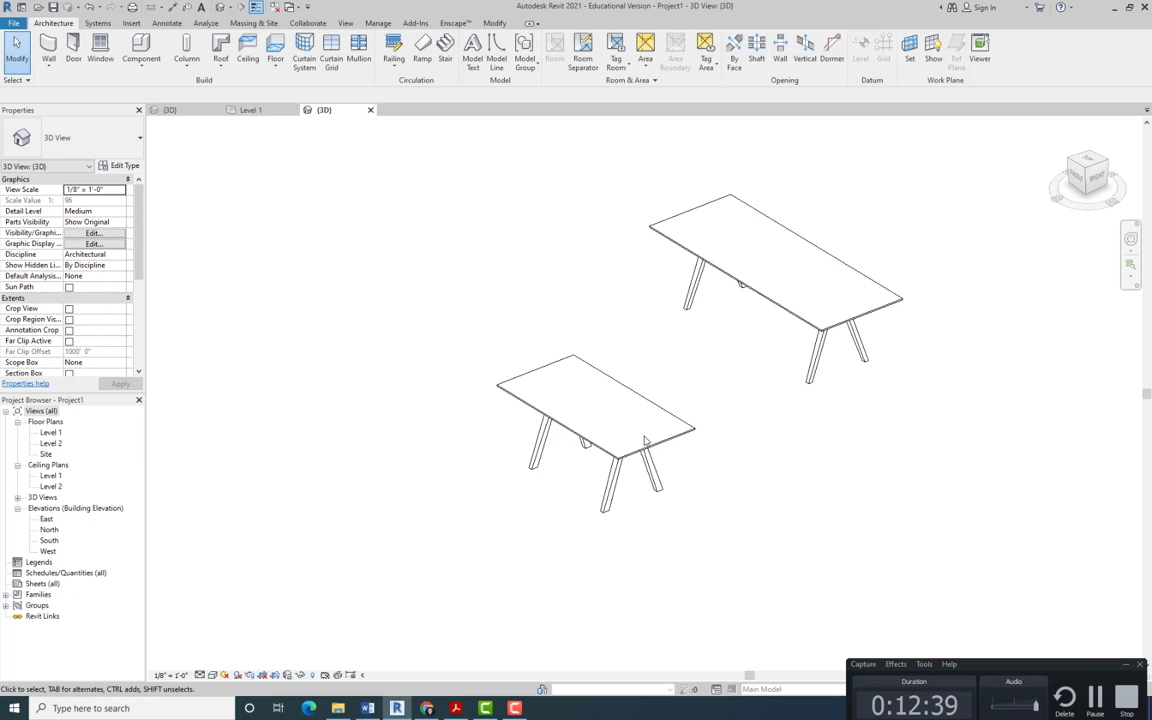 Autodesk Revit 2021 - Educational Version - Project1 - 3D View: {3D}
Sign In
File Architecture Systems Insert Annotate Analyze Massing & Site Collaborate View Manage Add-Ins Enscape™ Modify
Modify Wall Door Window Component Column Roof Ceiling Floor Curtain System Curtain Grid Mullion Railing Ramp Stair Model Text Model Line Model Group Room Room Separator Tag Room Area Area Boundary Tag Area By Face Shaft Wall Vertical Dormer Level Grid Set Show Ref Plane Viewer
Select Build Circulation Model Room & Area Opening Datum Work Plane
Properties
{3D} Level 1 {3D}
3D View
3D View: {3D} Edit Type
Graphics
View Scale 1/8" = 1'-0"
Scale Value 1: 96
Detail Level Medium
Parts Visibility Show Original
Visibility/Graphi... Edit...
Graphic Display ... Edit...
Discipline Architectural
Show Hidden Li... By Discipline
Default Analysis... None
Sun Path
Extents
Crop View
Crop Region Vis...
Annotation Crop
Far Clip Active
Far Clip Offset 1000' 0"
Scope Box None
Section Box
Properties help Apply
Project Browser - Project1
Views (all)
Floor Plans
Level 1
Level 2
Site
Ceiling Plans
Level 1
Level 2
3D Views
Elevations (Building Elevation)
East
North
South
West
Legends
Schedules/Quantities (all)
Sheets (all)
Families
Groups
Revit Links
TOP
FRONT RIGHT
1/8" = 1'-0"
Click to select, TAB for alternates, CTRL adds, SHIFT unselects.
:0 Main Model
Capture Effects Tools Help
Duration Audio
0:12:39
Delete Pause Stop
Type here to search